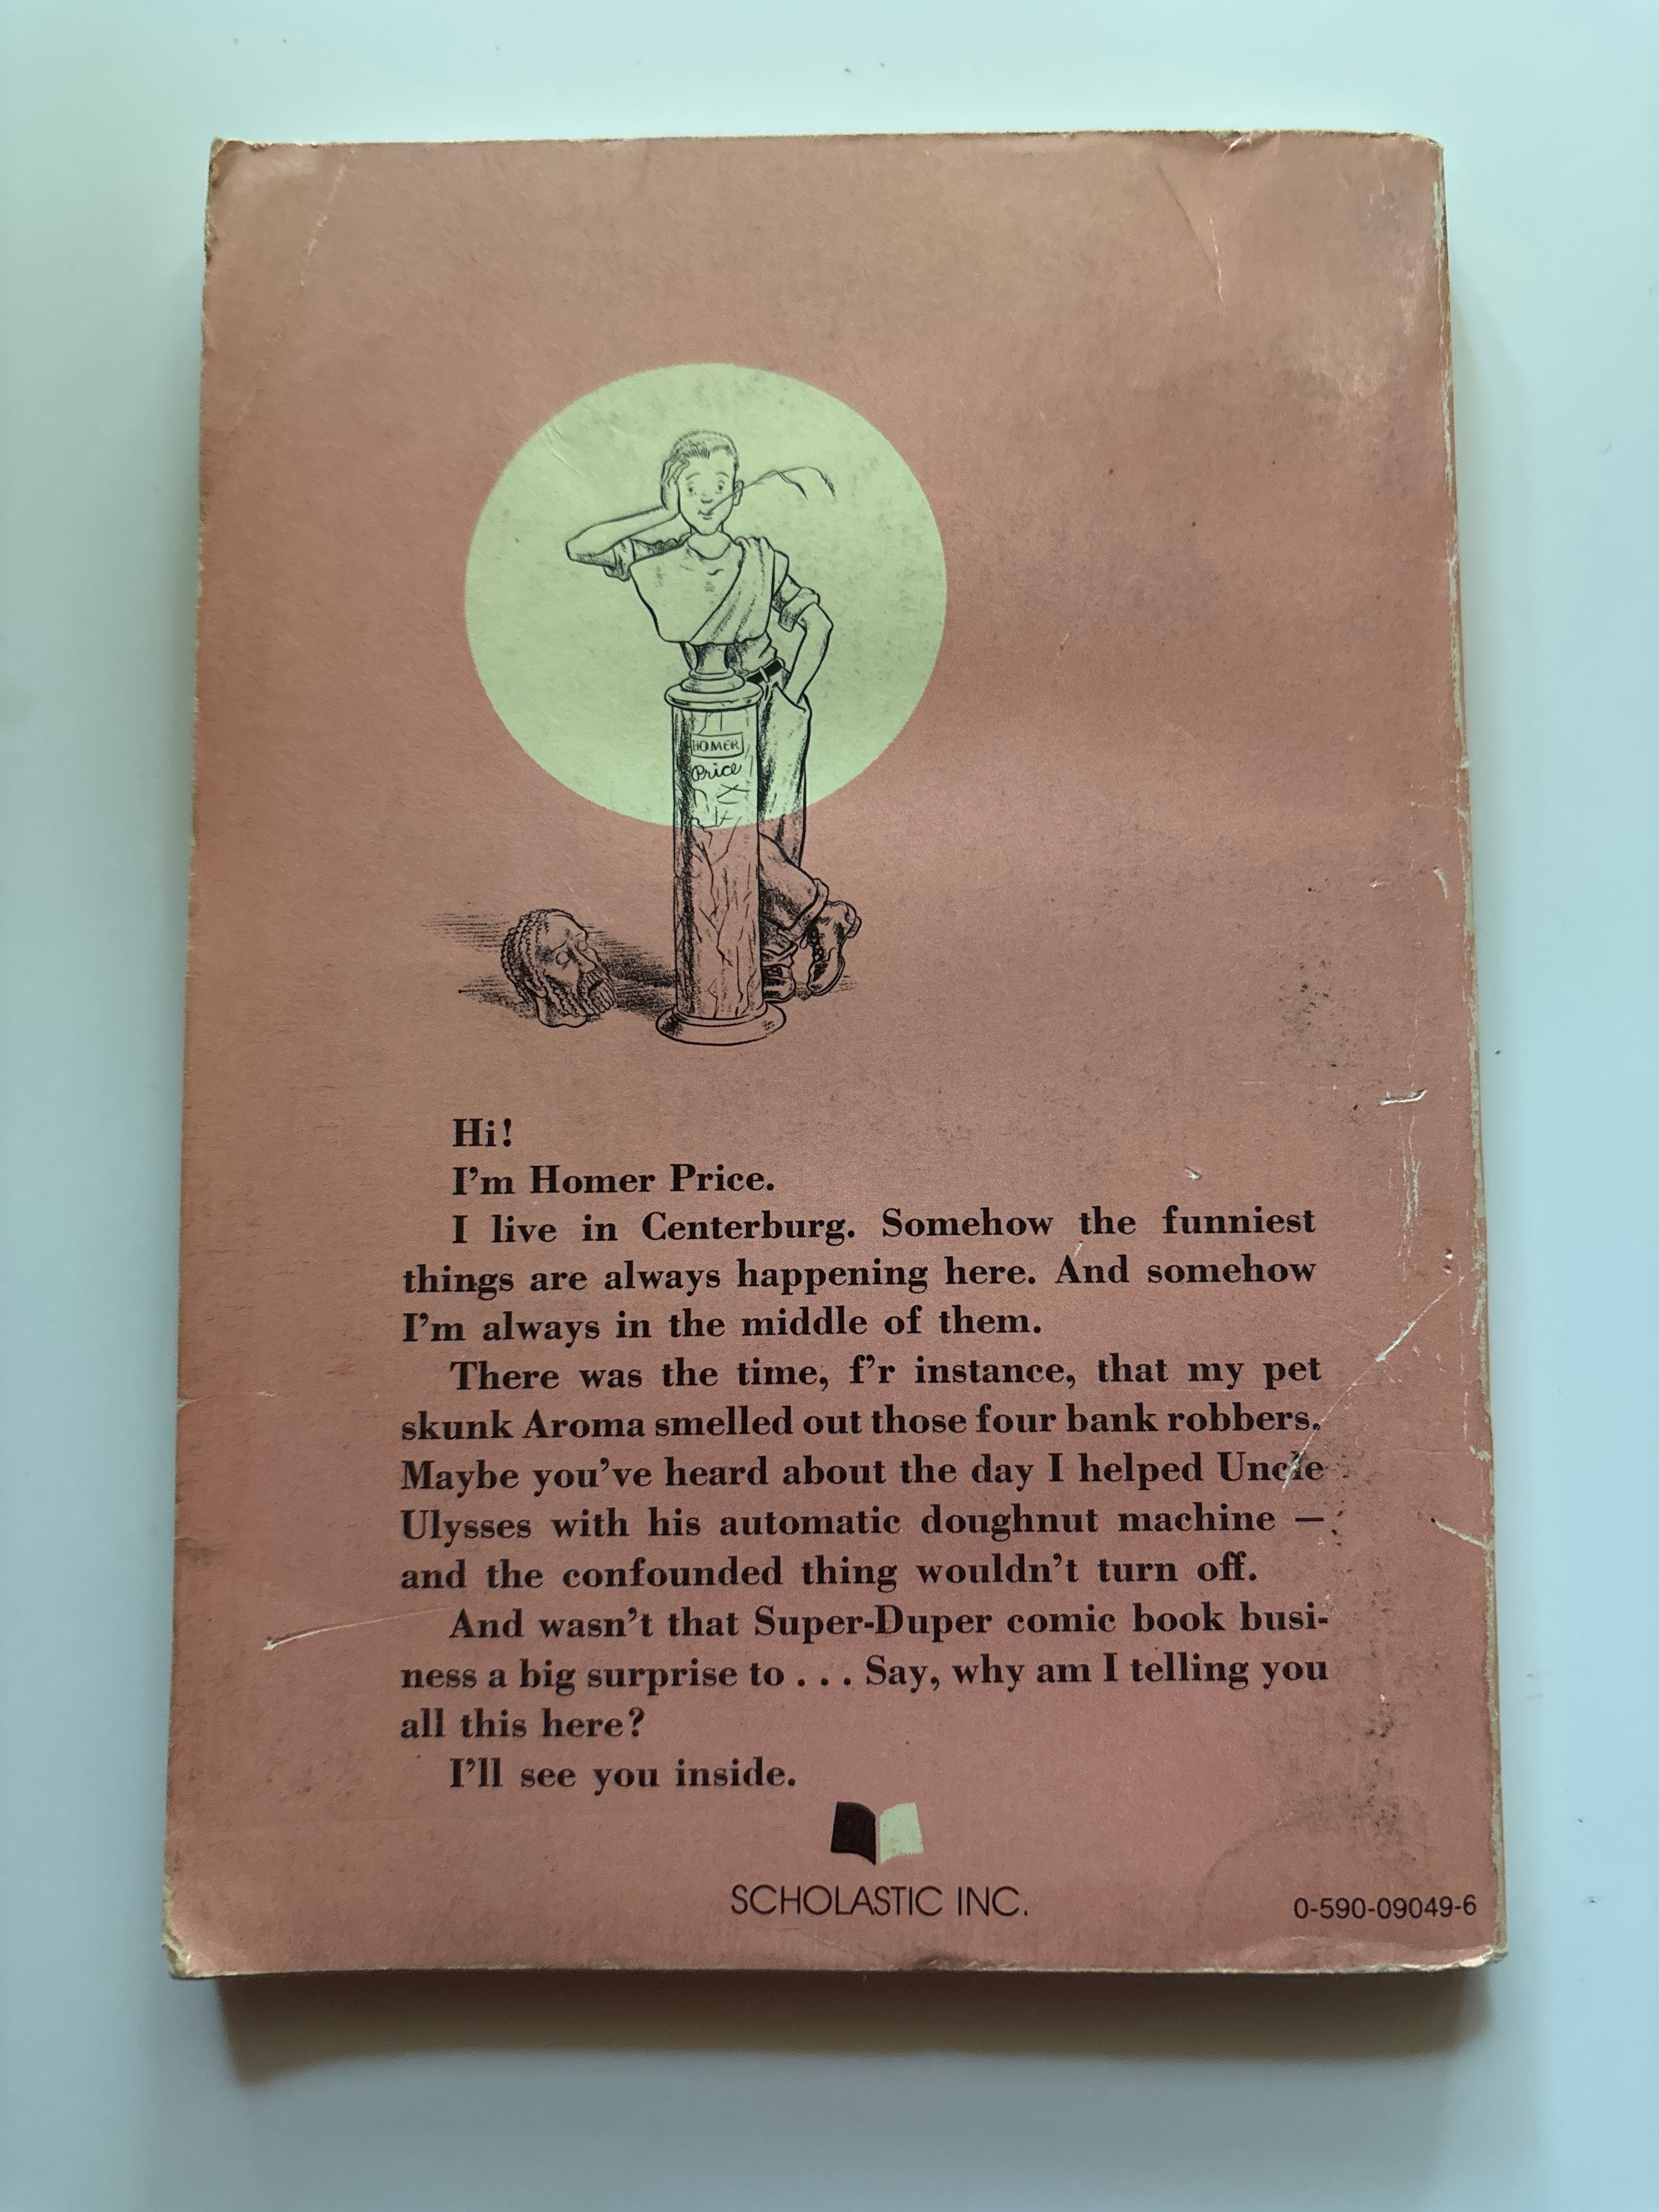 HOMER
Price
Hi!
I'm Homer Price.
I live in Centerburg. Somehow the funniest
things are always happening here. And somehow
I'm always in the middle of them.
There was the time, f'r instance, that my pet
skunk Aroma smelled out those four bank robbers.
Maybe you've heard about the day I helped Uncle
Ulysses with his automatic doughnut machine —
and the confounded thing wouldn't turn off.
And wasn't that Super-Duper comic book busi-
ness a big surprise to . . . Say, why am I telling you
all this here?
I'll see you inside.
SCHOLASTIC INC.
0-590-09049-6